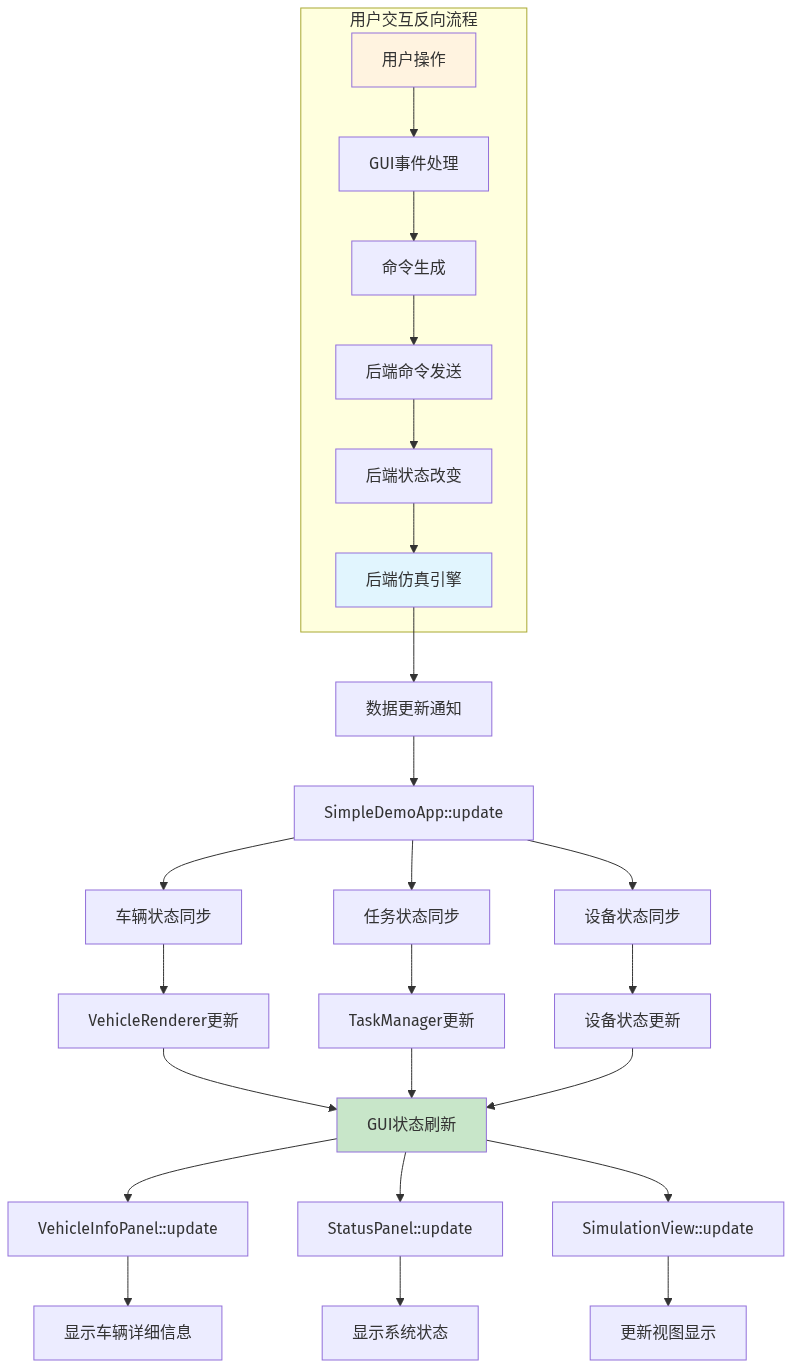 用户交互反向流程
用户操作
GUI事件处理
命令生成
后端命令发送
后端状态改变
后端仿真引擎
数据更新通知
SimpleDemoApp::update
车辆状态同步
任务状态同步
设备状态同步
VehicleRenderer更新
TaskManager更新
设备状态更新
GUI状态刷新
VehicleInfoPanel::update
StatusPanel::update
SimulationView::update
显示车辆详细信息
显示系统状态
更新视图显示